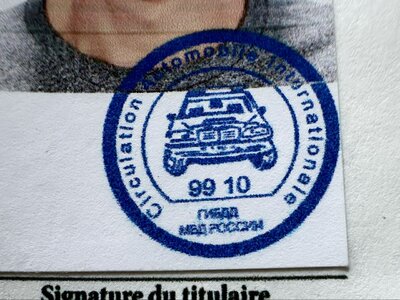 Circulation Automobile Internationale
99 10
ГИБДД
МВД РОССИИ
Signature du titulaire